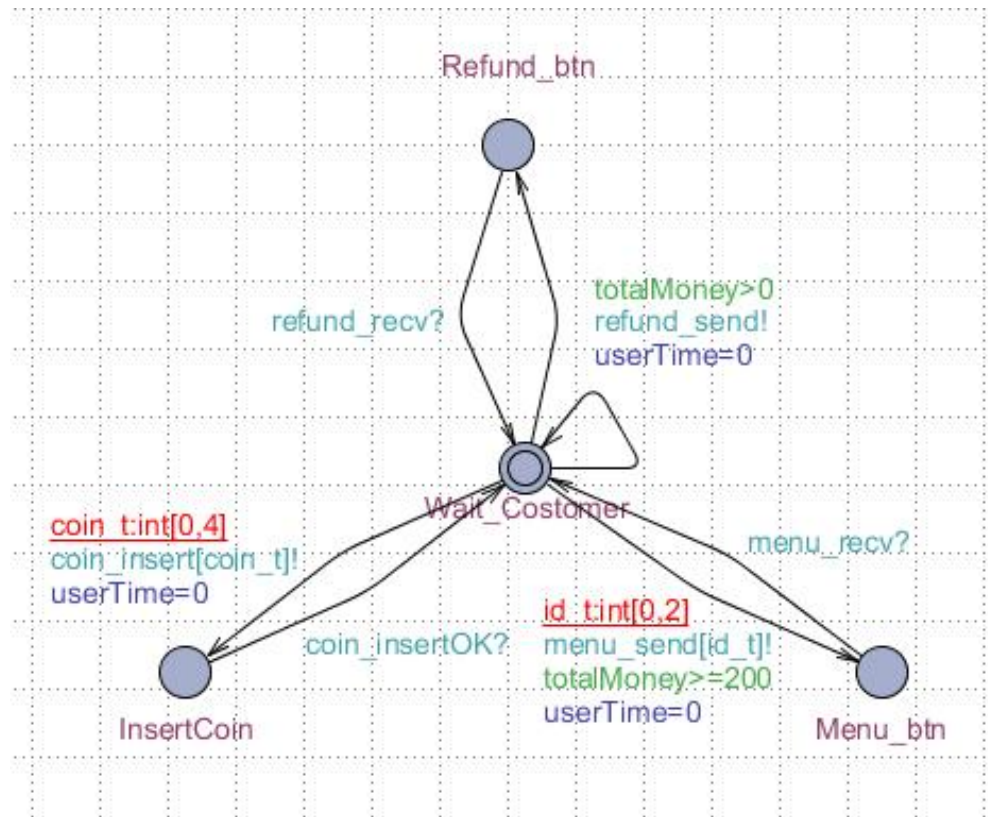 Refund_btn
totalMoney>0
refund_recv?
refund_send!
userTime=0
Wait_Costomer
coin_t:int[0,4]
coin_insert[coin_t]!
userTime=0
menu_recv?
id_t:int[0,2]
coin_insertOK?
menu_send[id_t]!
totalMoney>=200
userTime=0
InsertCoin
Menu_btn